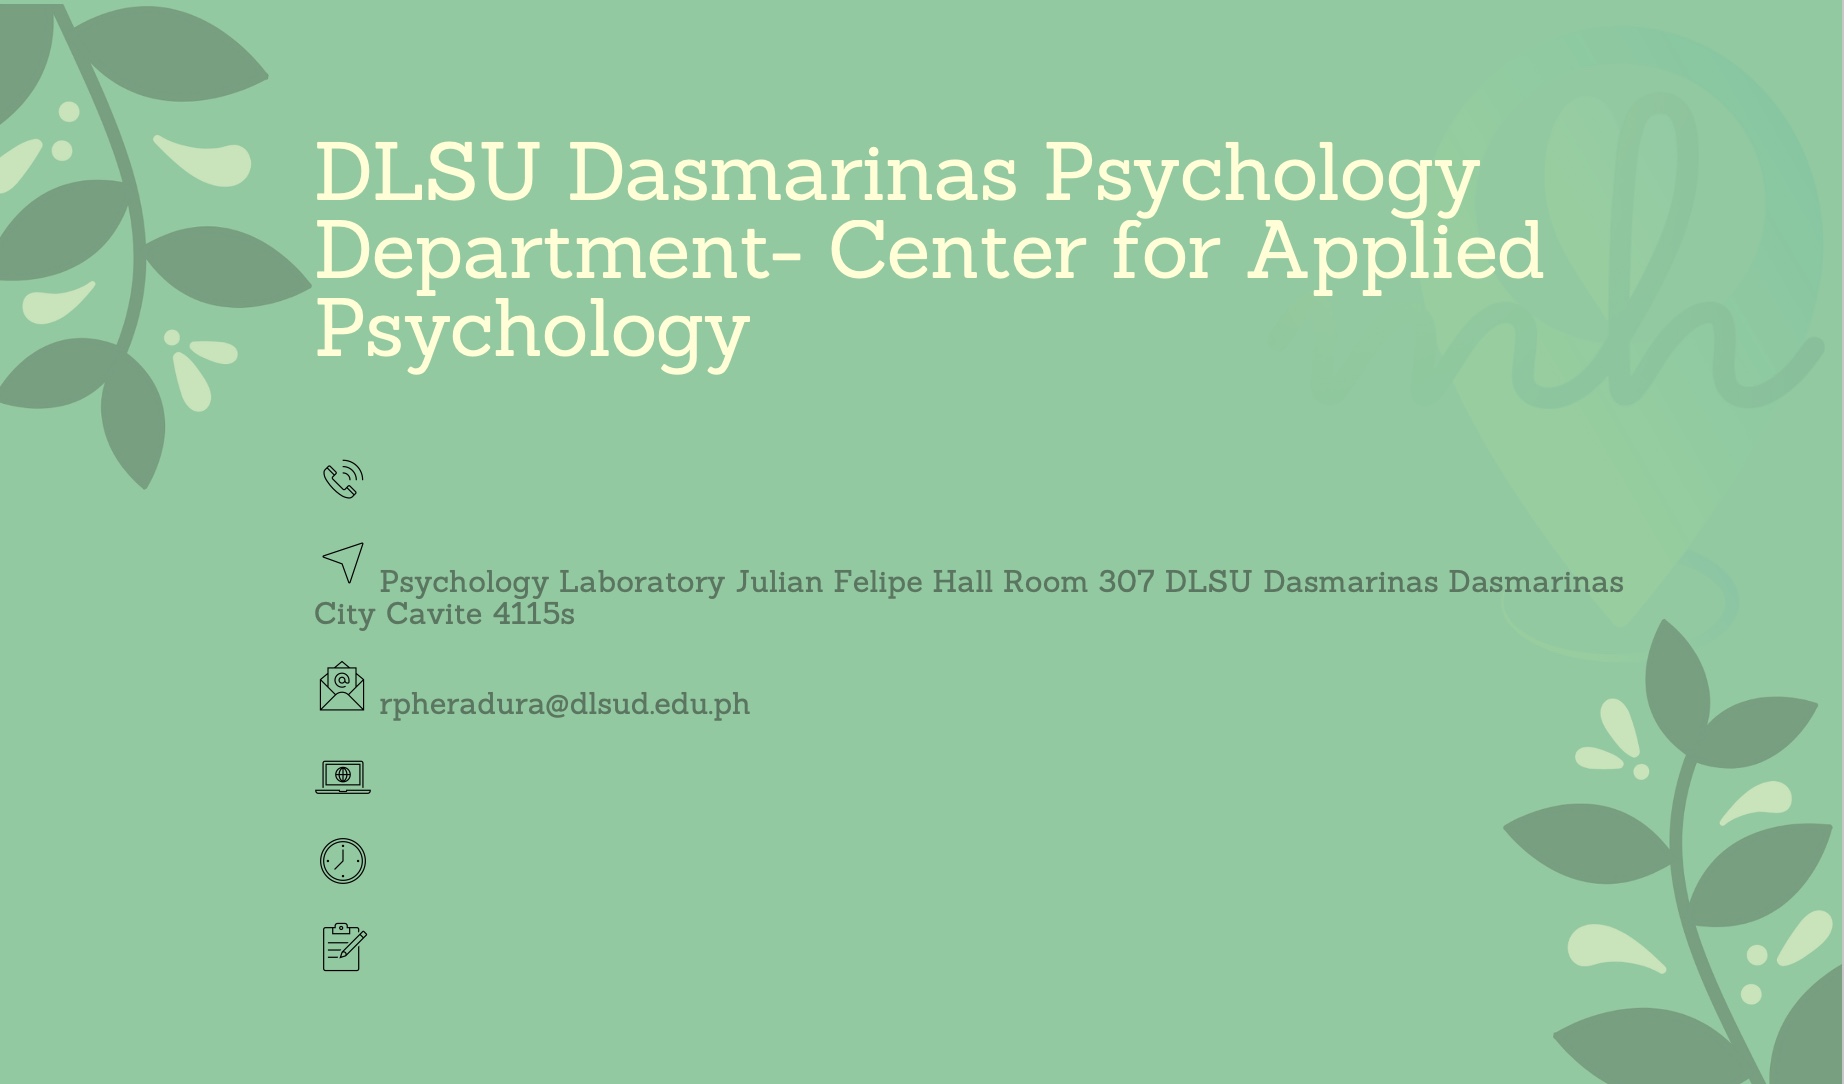 DLSU Dasmarinas Psychology
Department- Center for Applied
Psychology
Psychology Laboratory Julian Felipe Hall Room 307 DLSU Dasmarinas Dasmarinas
City Cavite 4115s
rpheradura@dlsud.edu.ph